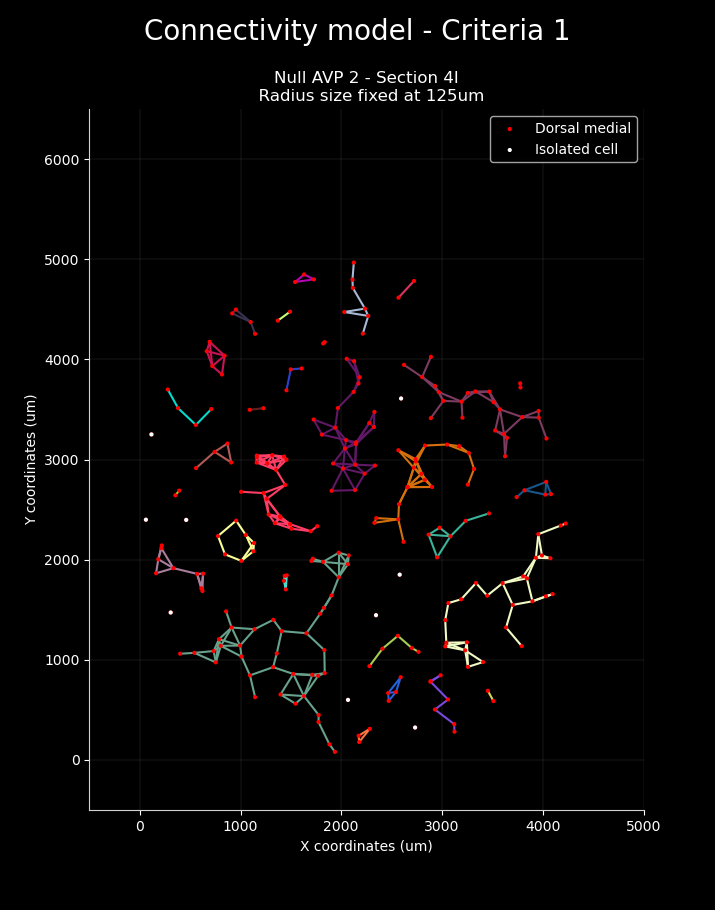 Connectivity model - Criteria 1
Null AVP 2 - Section 4I
Radius size fixed at 125um
Dorsal medial
Isolated cell
6000
5000
4000
3000
2000
1000
0
Y coordinates (um)
0 1000 2000 3000 4000 5000
X coordinates (um)